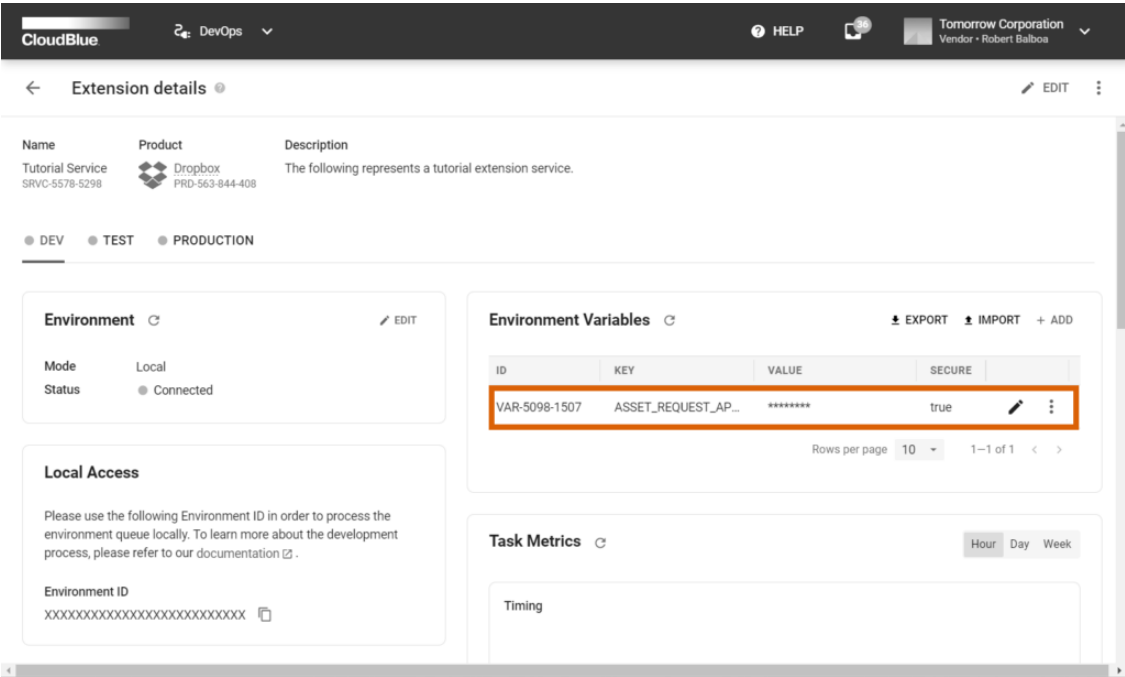 CloudBlue
DevOps
HELP
36
Tomorrow Corporation
Vendor • Robert Balboa
Extension details
EDIT
Name
Product
Description
Tutorial Service
SRVC-5578-5298
Dropbox
PRD-563-844-408
The following represents a tutorial extension service.
DEV
TEST
PRODUCTION
Environment
EDIT
Mode
Local
Status
Connected
Environment Variables
EXPORT
IMPORT
+ ADD
ID
KEY
VALUE
SECURE
VAR-5098-1507
ASSET_REQUEST_AP...
********
true
Rows per page
10
1–1 of 1
Local Access
Please use the following Environment ID in order to process the
environment queue locally. To learn more about the development
process, please refer to our documentation .
Environment ID
XXXXXXXXXXXXXXXXXXXXXXXXXX
Task Metrics
Hour
Day
Week
Timing